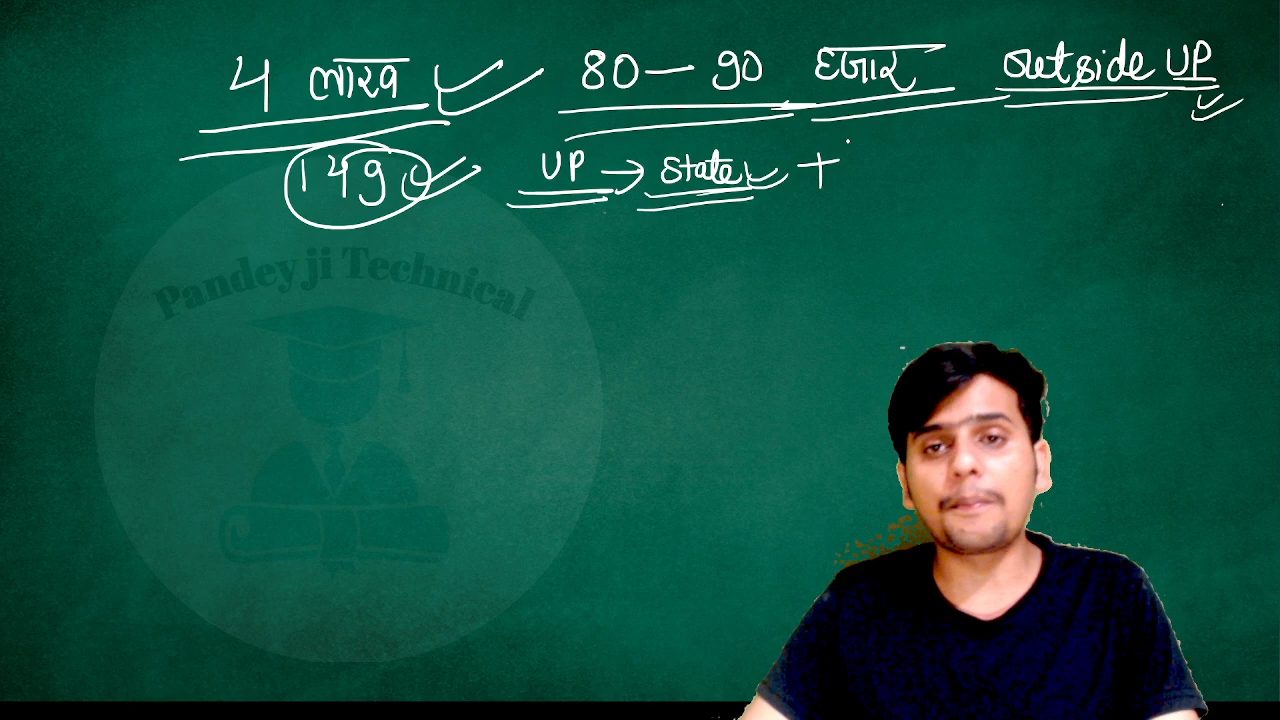 4 लाख 80-90 हजार outside UP
1490 UP → State +
Pandey ji Technical